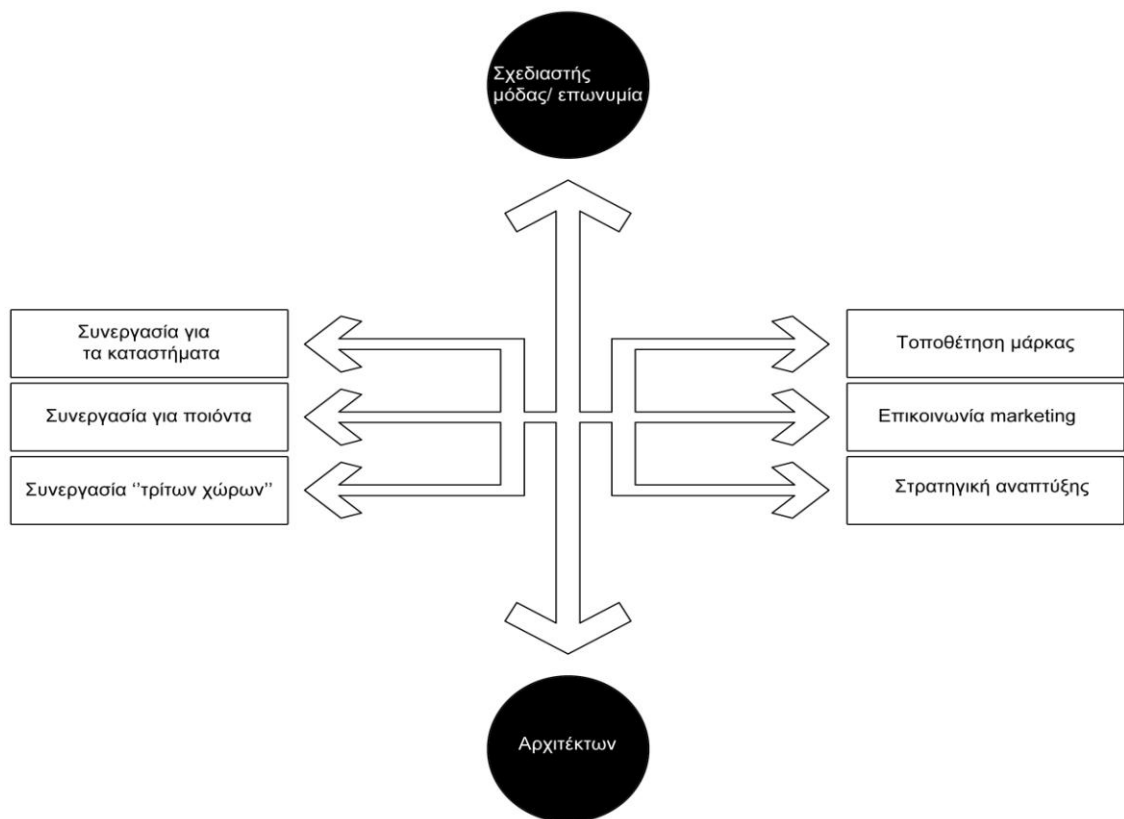 Σχεδιαστής
μόδας/ επωνυμία
Συνεργασία για
τα καταστήματα
Συνεργασία για ποιόντα
Συνεργασία ‘’τρίτων χώρων’’
Τοποθέτηση μάρκας
Επικοινωνία marketing
Στρατηγική αναπτύξης
Αρχιτέκτων